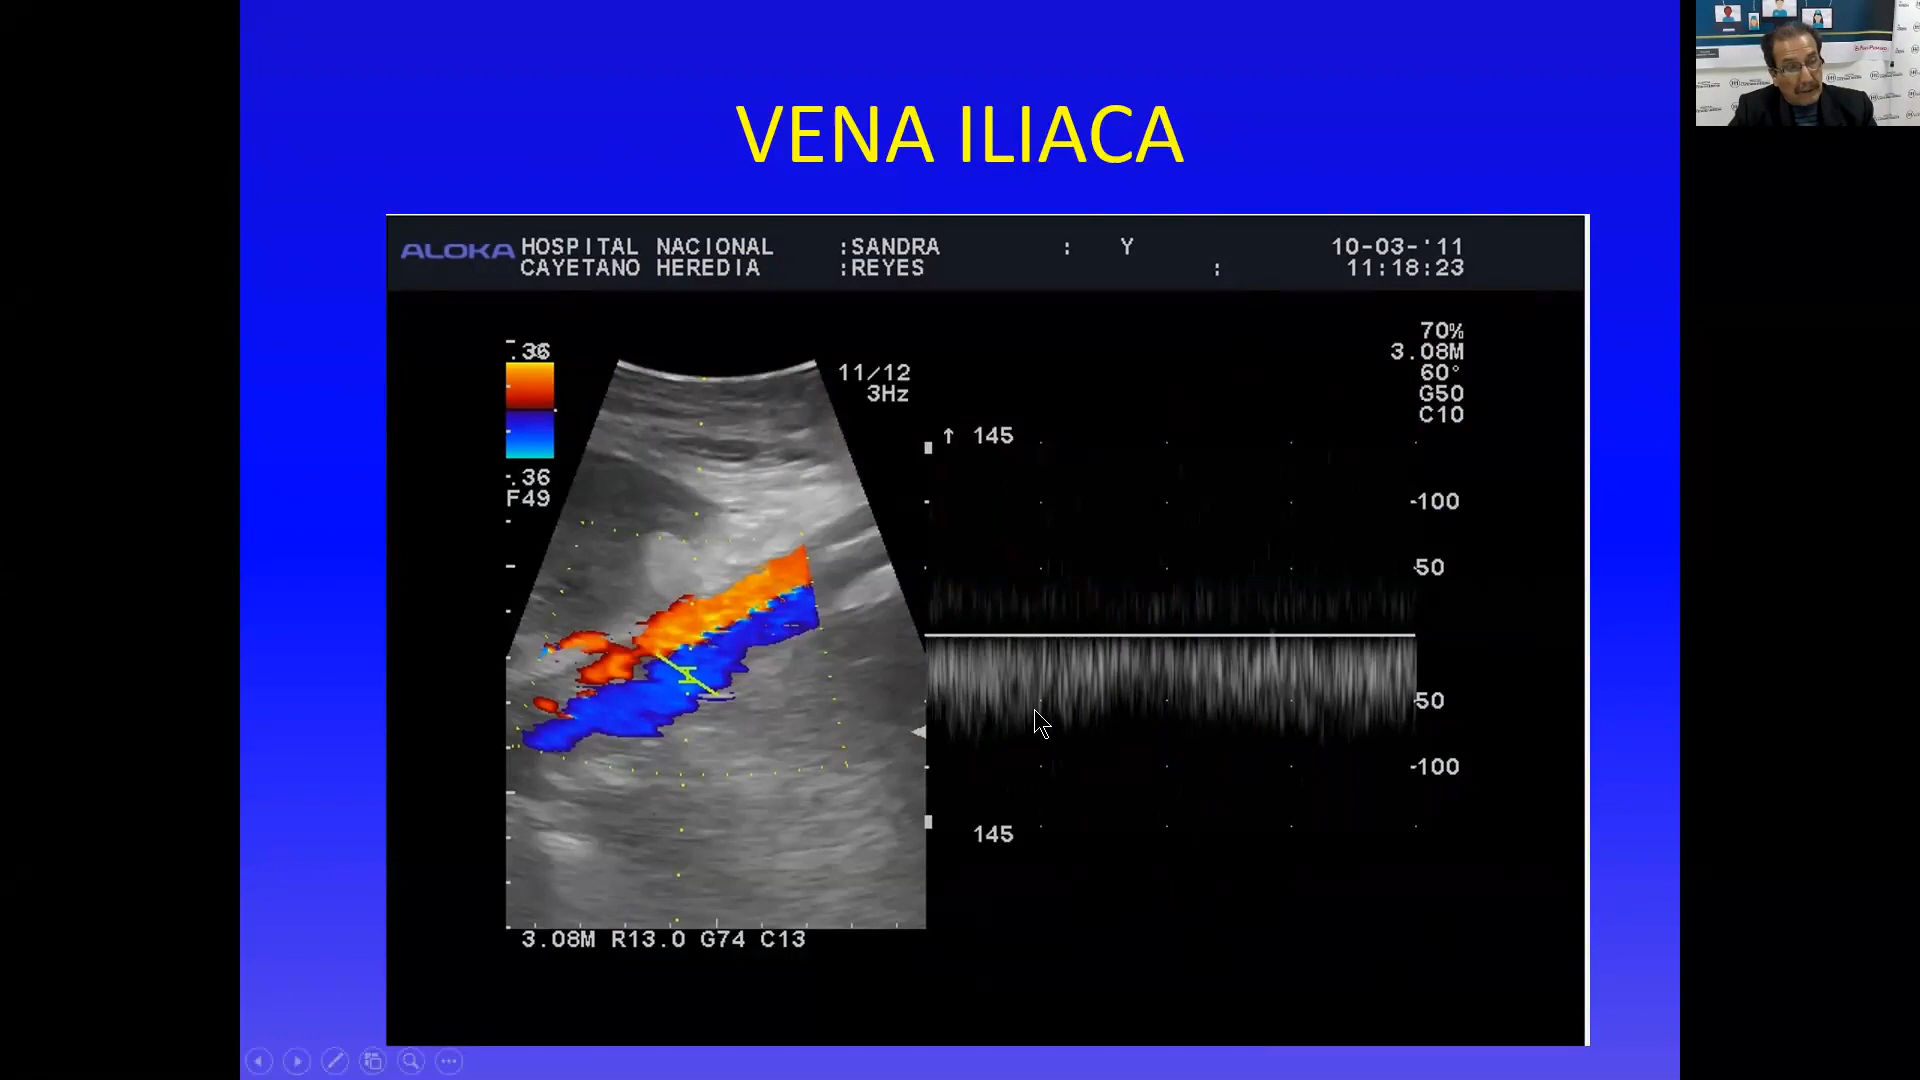 VENA ILIACA
ALOKA HOSPITAL NACIONAL :SANDRA : Y 10-03-'11
CAYETANO HEREDIA :REYES : 11:18:23
70%
3.08M
60°
G50
C10
.36
-.36
F49
11/12
3Hz
↑ 145
-100
50
50
-100
145
3.08M R13.0 G74 C13